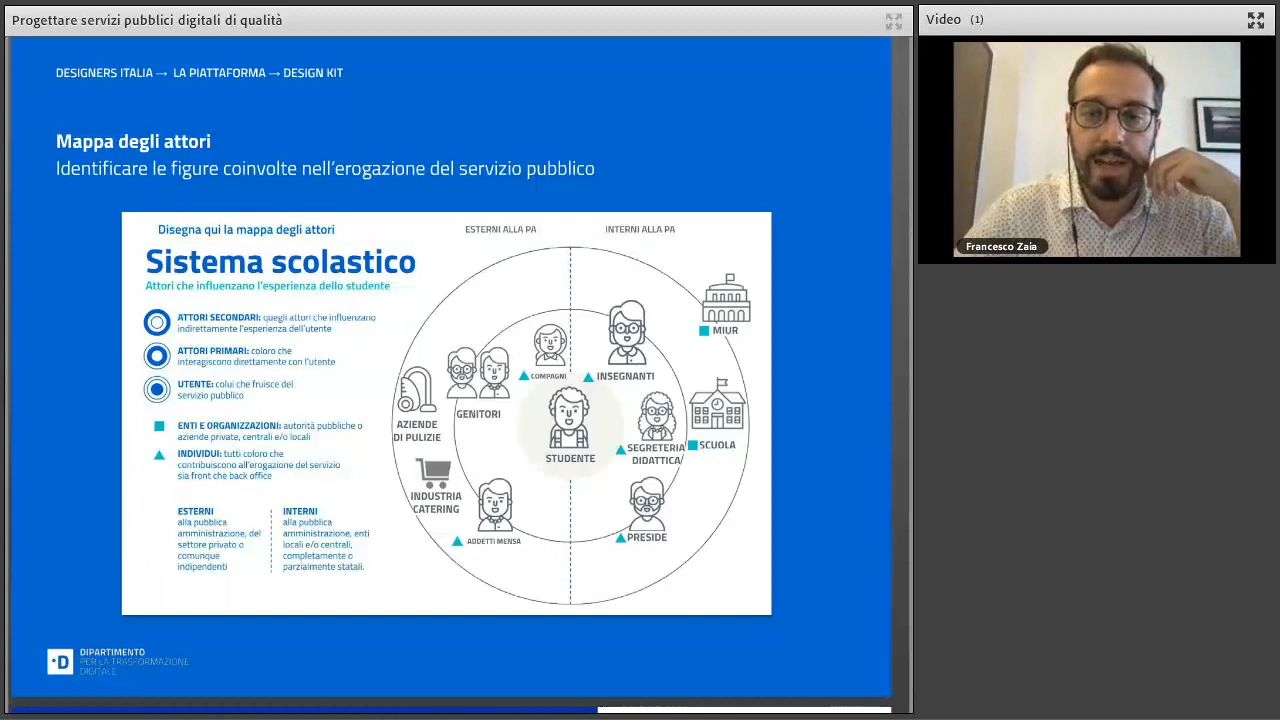 Progettare servizi pubblici digitali di qualità
Video (1)
DESIGNERS ITALIA → LA PIATTAFORMA → DESIGN KIT
Mappa degli attori
Identificare le figure coinvolte nell'erogazione del servizio pubblico
Disegna qui la mappa degli attori
Sistema scolastico
Attori che influenzano l'esperienza dello studente
ATTORI SECONDARI: quegli attori che influenzano
indirettamente l'esperienza dell'utente
ATTORI PRIMARI: coloro che
interagiscono direttamente con l'utente
UTENTE: colui che fruisce del
servizio pubblico
ENTI E ORGANIZZAZIONI: autorità pubbliche o
aziende private, centrali e/o locali
INDIVIDUI: tutti coloro che
contribuiscono all'erogazione del servizio
sia front che back office
ESTERNI
alla pubblica
amministrazione, del
settore privato o
comunque
indipendenti
INTERNI
alla pubblica
amministrazione, enti
locali e/o centrali,
completamente o
parzialmente statali.
ESTERNI ALLA PA
INTERNI ALLA PA
MIUR
COMPAGNI
INSEGNANTI
GENITORI
AZIENDE
DI PULIZIE
STUDENTE
SEGRETERIA
DIDATTICA
SCUOLA
INDUSTRIA
CATERING
ADDETTI MENSA
PRESIDE
·D
DIPARTIMENTO
PER LA TRASFORMAZIONE
DIGITALE
Francesco Zaia